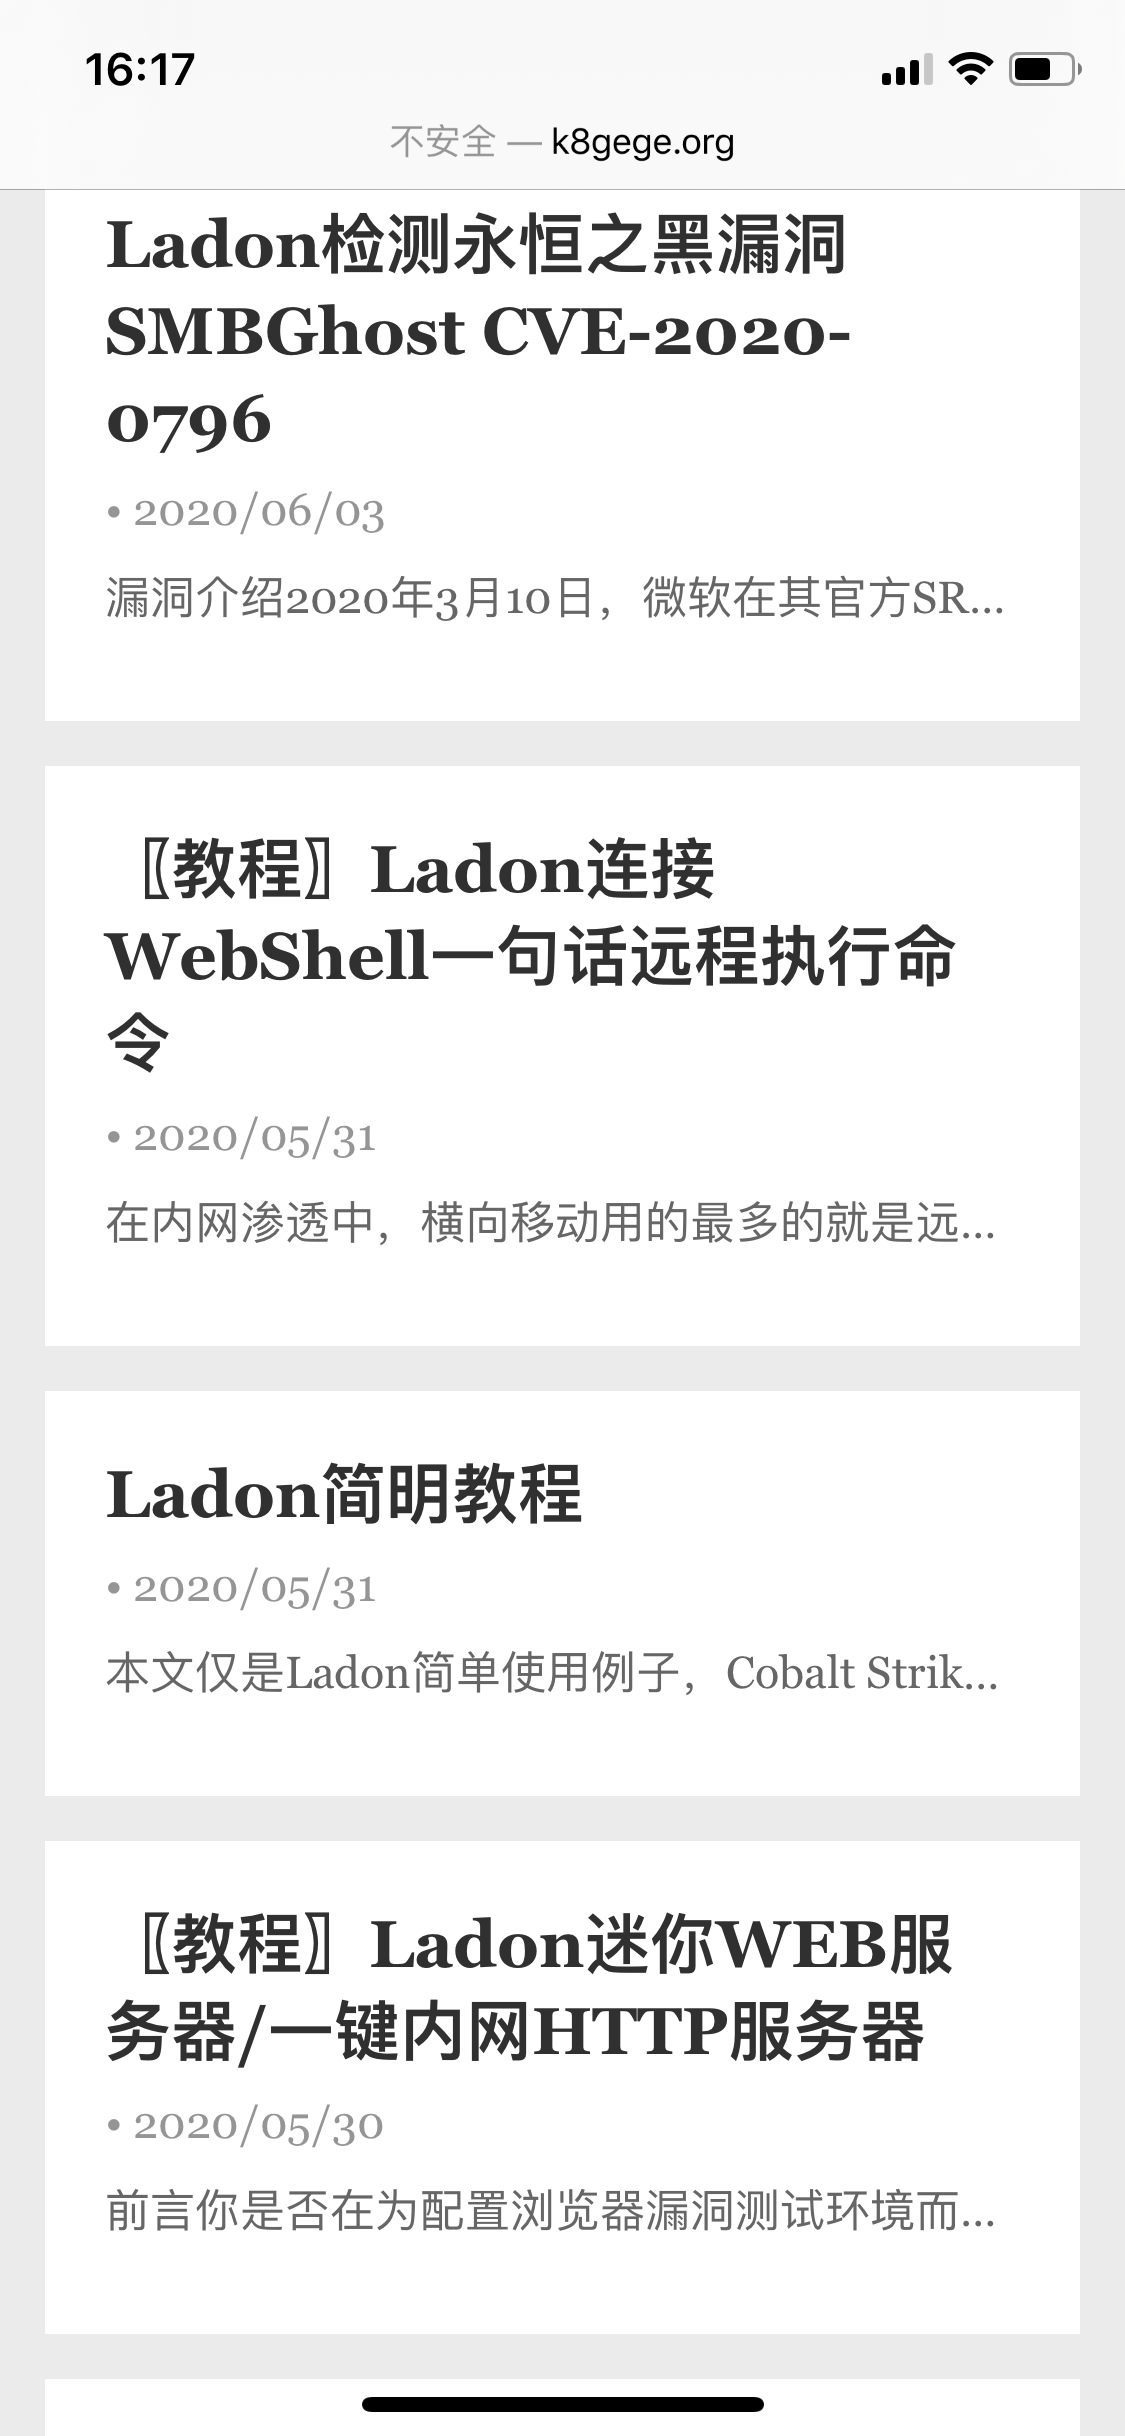 16:17
不安全 — k8gege.org
Ladon检测永恒之黑漏洞
SMBGhost CVE-2020-
0796
• 2020/06/03
漏洞介绍2020年3月10日，微软在其官方SR...
〖教程〗Ladon连接
WebShell一句话远程执行命
令
• 2020/05/31
在内网渗透中，横向移动用的最多的就是远...
Ladon简明教程
• 2020/05/31
本文仅是Ladon简单使用例子，Cobalt Strik...
〖教程〗Ladon迷你WEB服
务器/一键内网HTTP服务器
• 2020/05/30
前言你是否在为配置浏览器漏洞测试环境而...